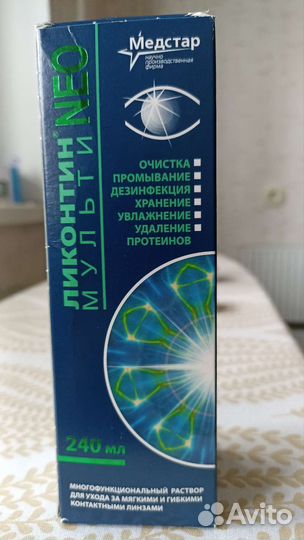 Медстар
научно
производственная
фирма
ЛИКОНТИН® NEO
МУЛЬТИ
ОЧИСТКА
ПРОМЫВАНИЕ
ДЕЗИНФЕКЦИЯ
ХРАНЕНИЕ
УВЛАЖНЕНИЕ
УДАЛЕНИЕ
ПРОТЕИНОВ
240 мл
МНОГОФУНКЦИОНАЛЬНЫЙ РАСТВОР
ДЛЯ УХОДА ЗА МЯГКИМИ И ГИБКИМИ
КОНТАКТНЫМИ ЛИНЗАМИ
Avito